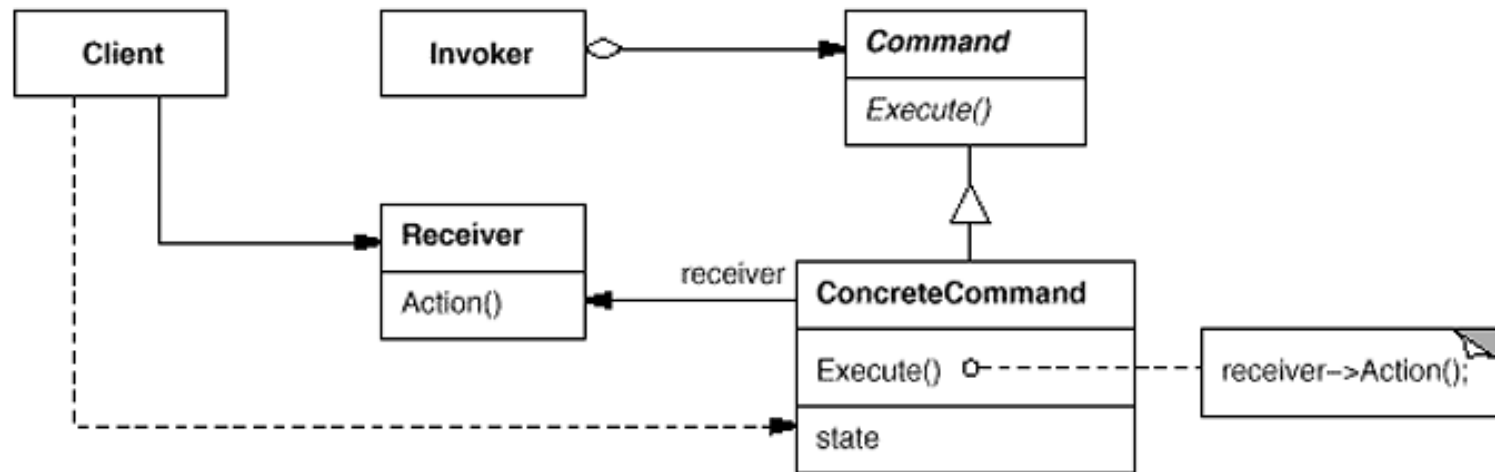 Client
Invoker
Command
Execute()
Receiver
Action()
receiver
ConcreteCommand
Execute()
state
receiver–>Action();